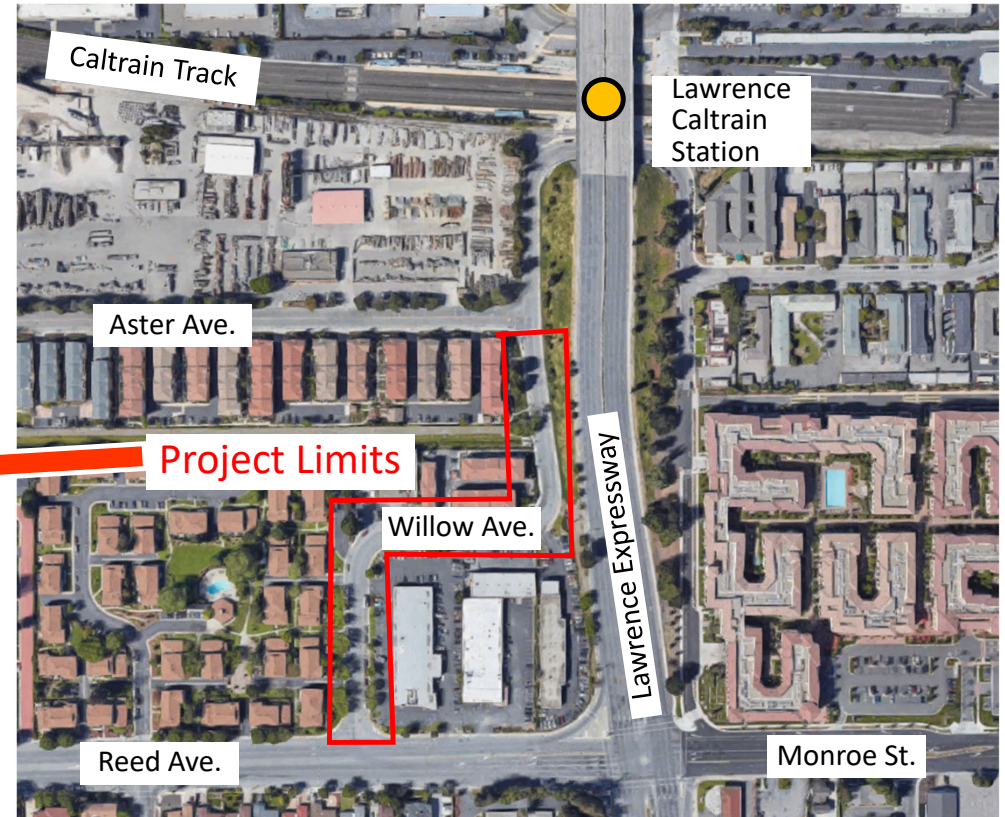 Caltrain Track
Lawrence
Caltrain
Station
Aster Ave.
Project Limits
Willow Ave.
Lawrence Expressway
Reed Ave.
Monroe St.